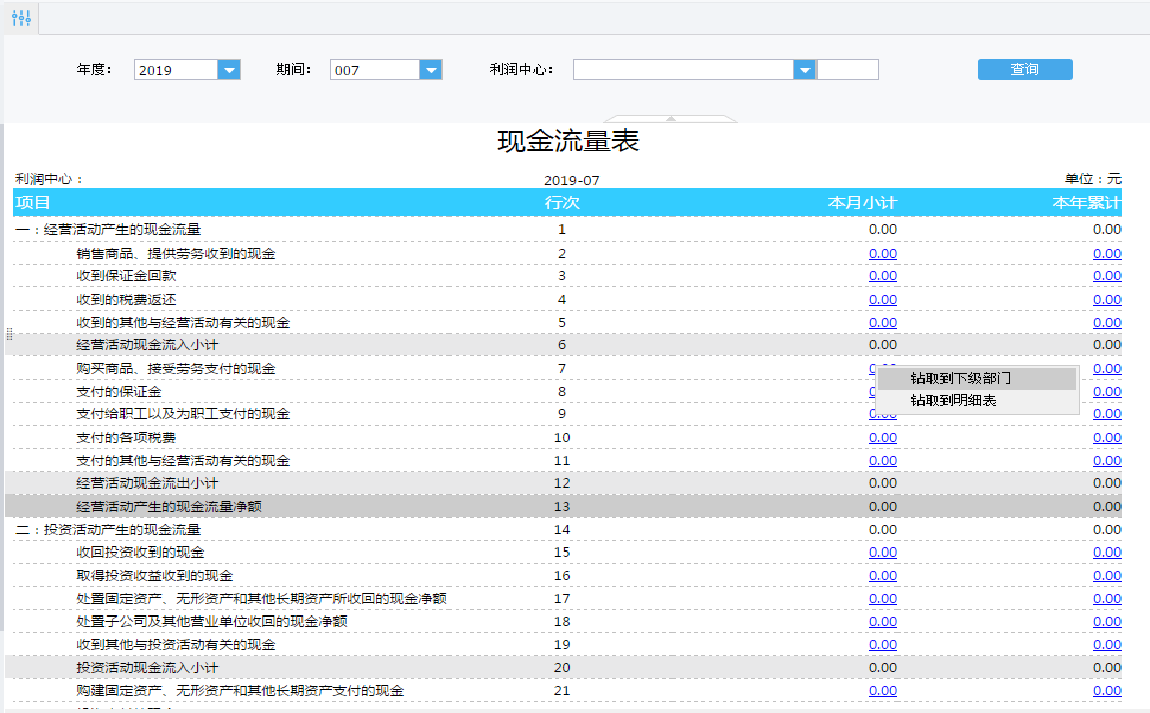 年度： 2019 期间： 007 利润中心： 查询
现金流量表
利润中心： 2019-07 单位：元
项目 行次 本月小计 本年累计
一：经营活动产生的现金流量 1 0.00 0.00
销售商品、提供劳务收到的现金 2 0.00 0.00
收到保证金回款 3 0.00 0.00
收到的税费返还 4 0.00 0.00
收到的其他与经营活动有关的现金 5 0.00 0.00
经营活动现金流入小计 6 0.00 0.00
购买商品、接受劳务支付的现金 7 0.00
钻取到下级部门
支付的保证金 8 0.00
钻取到明细表
支付给职工以及为职工支付的现金 9 0.00 0.00
支付的各项税费 10 0.00 0.00
支付的其他与经营活动有关的现金 11 0.00 0.00
经营活动现金流出小计 12 0.00 0.00
经营活动产生的现金流量净额 13 0.00 0.00
二：投资活动产生的现金流量 14 0.00 0.00
收回投资收到的现金 15 0.00 0.00
取得投资收益收到的现金 16 0.00 0.00
处置固定资产、无形资产和其他长期资产所收回的现金净额 17 0.00 0.00
处置子公司及其他营业单位收回的现金净额 18 0.00 0.00
收到其他与投资活动有关的现金 19 0.00 0.00
投资活动现金流入小计 20 0.00 0.00
购建固定资产、无形资产和其他长期资产支付的现金 21 0.00 0.00